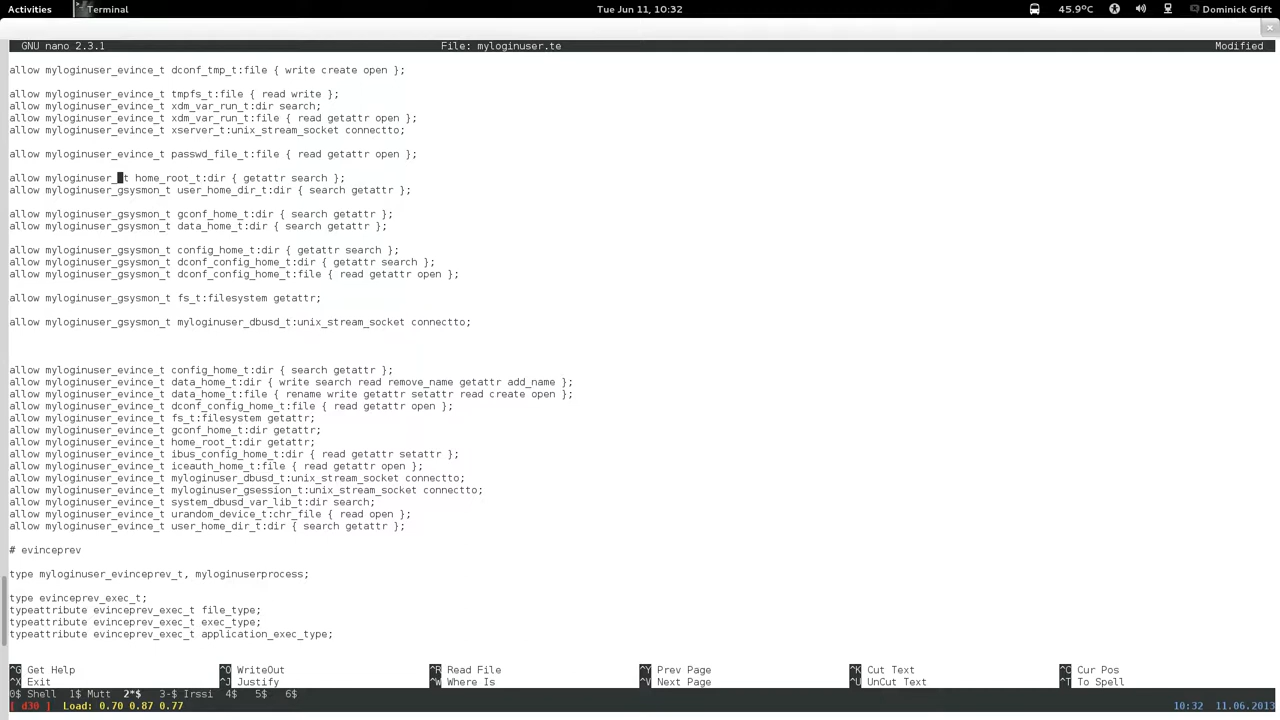 Activities Terminal Tue Jun 11, 10:32 45.9°C Dominick Grift
GNU nano 2.3.1 File: myloginuser.te Modified
allow myloginuser_evince_t dconf_tmp_t:file { write create open };
allow myloginuser_evince_t tmpfs_t:file { read write };
allow myloginuser_evince_t xdm_var_run_t:dir search;
allow myloginuser_evince_t xdm_var_run_t:file { read getattr open };
allow myloginuser_evince_t xserver_t:unix_stream_socket connectto;
allow myloginuser_evince_t passwd_file_t:file { read getattr open };
allow myloginuser_t home_root_t:dir { getattr search };
allow myloginuser_gsysmon_t user_home_dir_t:dir { search getattr };
allow myloginuser_gsysmon_t gconf_home_t:dir { search getattr };
allow myloginuser_gsysmon_t data_home_t:dir { search getattr };
allow myloginuser_gsysmon_t config_home_t:dir { getattr search };
allow myloginuser_gsysmon_t dconf_config_home_t:dir { getattr search };
allow myloginuser_gsysmon_t dconf_config_home_t:file { read getattr open };
allow myloginuser_gsysmon_t fs_t:filesystem getattr;
allow myloginuser_gsysmon_t myloginuser_dbusd_t:unix_stream_socket connectto;
allow myloginuser_evince_t config_home_t:dir { search getattr };
allow myloginuser_evince_t data_home_t:dir { write search read remove_name getattr add_name };
allow myloginuser_evince_t data_home_t:file { rename write getattr setattr read create open };
allow myloginuser_evince_t dconf_config_home_t:file { read getattr open };
allow myloginuser_evince_t fs_t:filesystem getattr;
allow myloginuser_evince_t gconf_home_t:dir getattr;
allow myloginuser_evince_t home_root_t:dir getattr;
allow myloginuser_evince_t ibus_config_home_t:dir { read getattr setattr };
allow myloginuser_evince_t iceauth_home_t:file { read getattr open };
allow myloginuser_evince_t myloginuser_dbusd_t:unix_stream_socket connectto;
allow myloginuser_evince_t myloginuser_gsession_t:unix_stream_socket connectto;
allow myloginuser_evince_t system_dbusd_var_lib_t:dir search;
allow myloginuser_evince_t urandom_device_t:chr_file { read open };
allow myloginuser_evince_t user_home_dir_t:dir { search getattr };
# evinceprev
type myloginuser_evinceprev_t, myloginuserprocess;
type evinceprev_exec_t;
typeattribute evinceprev_exec_t file_type;
typeattribute evinceprev_exec_t exec_type;
typeattribute evinceprev_exec_t application_exec_type;
^G Get Help ^O WriteOut ^R Read File ^Y Prev Page ^K Cut Text ^C Cur Pos
^X Exit ^J Justify ^W Where Is ^V Next Page ^U UnCut Text ^T To Spell
0$ Shell 1$ Mutt 2*$ 3-$ Irssi 4$ 5$ 6$
[ d30 ] Load: 0.70 0.87 0.77 10:32 11.06.2013